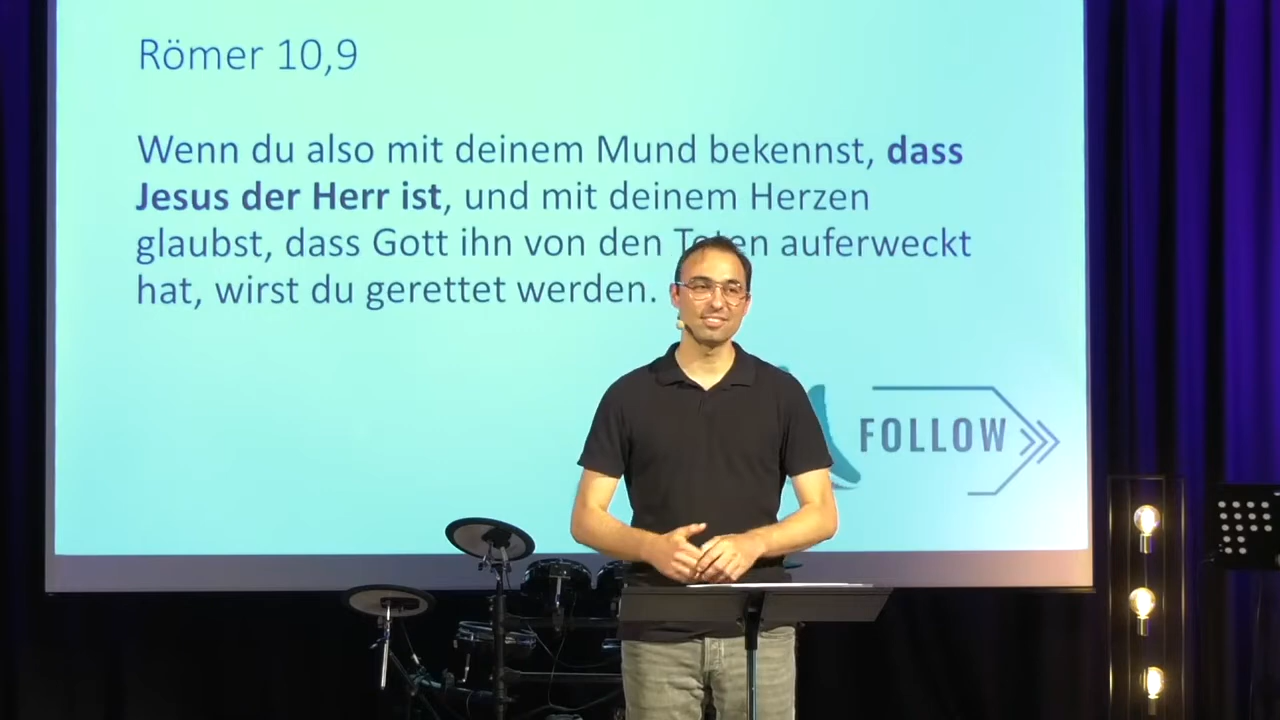 Römer 10,9
Wenn du also mit deinem Mund bekennst, dass
Jesus der Herr ist, und mit deinem Herzen
glaubst, dass Gott ihn von den Toten auferweckt
hat, wirst du gerettet werden.
FOLLOW